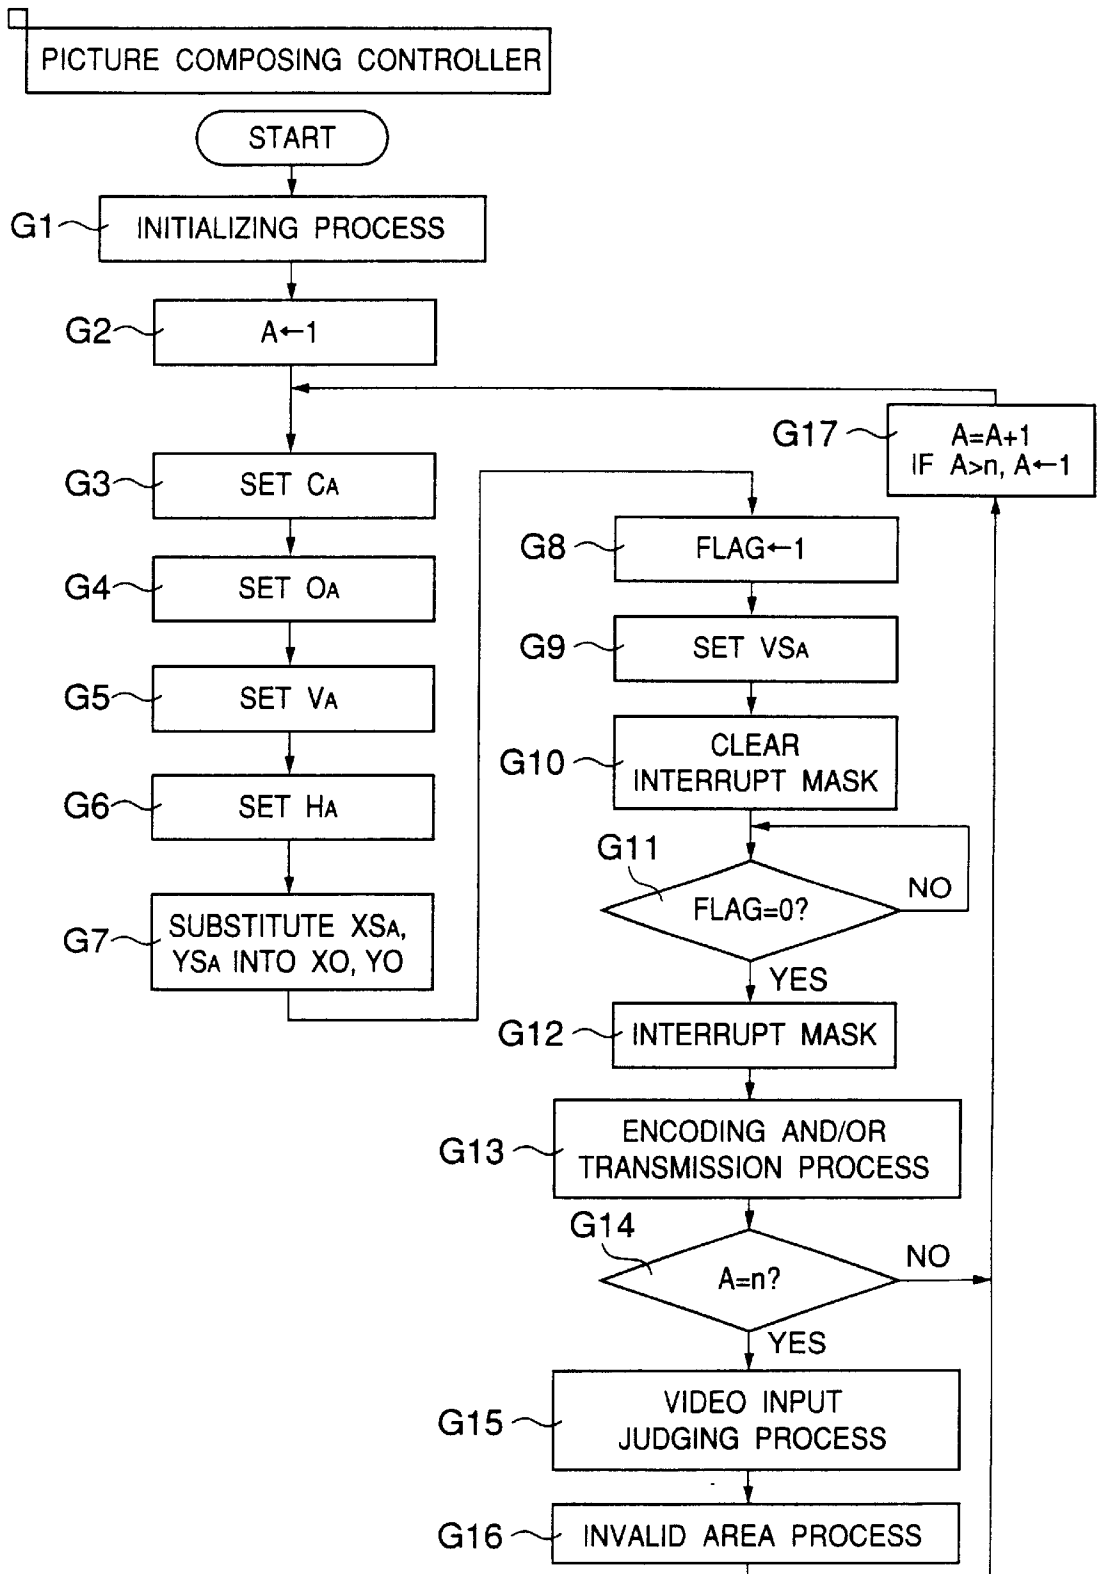 PICTURE COMPOSING CONTROLLER
START
G1
INITIALIZING PROCESS
G2
A←1
G3
SET CA
G4
SET OA
G5
SET VA
G6
SET HA
G7
SUBSTITUTE XSA,
YSA INTO XO, YO
G8
FLAG←1
G9
SET VSA
G10
CLEAR
INTERRUPT MASK
G11
FLAG=0?
NO
YES
G12
INTERRUPT MASK
G13
ENCODING AND/OR
TRANSMISSION PROCESS
G14
A=n?
NO
YES
G15
VIDEO INPUT
JUDGING PROCESS
G16
INVALID AREA PROCESS
G17
A=A+1
IF A>n, A←1